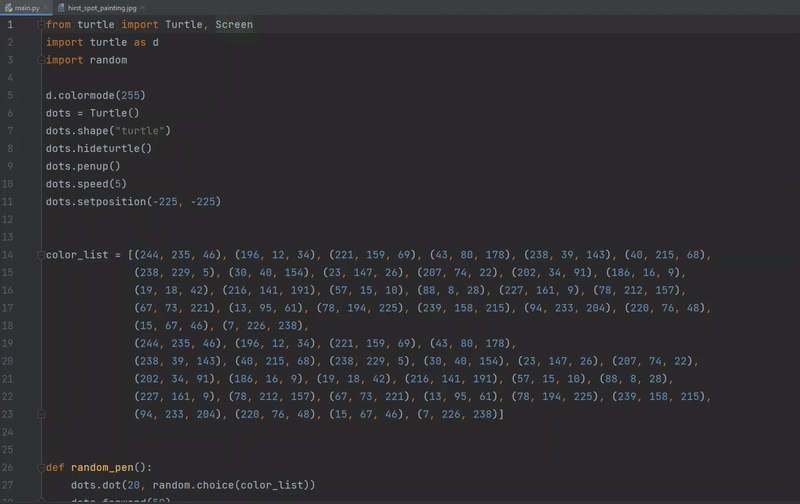 main.py hirst_spot_painting.jpg
1 from turtle import Turtle, Screen
2 import turtle as d
3 import random
4
5 d.colormode(255)
6 dots = Turtle()
7 dots.shape("turtle")
8 dots.hideturtle()
9 dots.penup()
10 dots.speed(5)
11 dots.setposition(-225, -225)
12
13
14 color_list = [(244, 235, 46), (196, 12, 34), (221, 159, 69), (43, 80, 178), (238, 39, 143), (40, 215, 68),
15 (238, 229, 5), (30, 40, 154), (23, 147, 26), (207, 74, 22), (202, 34, 91), (186, 16, 9),
16 (19, 18, 42), (216, 141, 191), (57, 15, 10), (88, 8, 28), (227, 161, 9), (78, 212, 157),
17 (67, 73, 221), (13, 95, 61), (78, 194, 225), (239, 158, 215), (94, 233, 204), (220, 76, 48),
18 (15, 67, 46), (7, 226, 238),
19 (244, 235, 46), (196, 12, 34), (221, 159, 69), (43, 80, 178),
20 (238, 39, 143), (40, 215, 68), (238, 229, 5), (30, 40, 154), (23, 147, 26), (207, 74, 22),
21 (202, 34, 91), (186, 16, 9), (19, 18, 42), (216, 141, 191), (57, 15, 10), (88, 8, 28),
22 (227, 161, 9), (78, 212, 157), (67, 73, 221), (13, 95, 61), (78, 194, 225), (239, 158, 215),
23 (94, 233, 204), (220, 76, 48), (15, 67, 46), (7, 226, 238)]
24
25
26 def random_pen():
27 dots.dot(20, random.choice(color_list))
28 dots.forward(50)